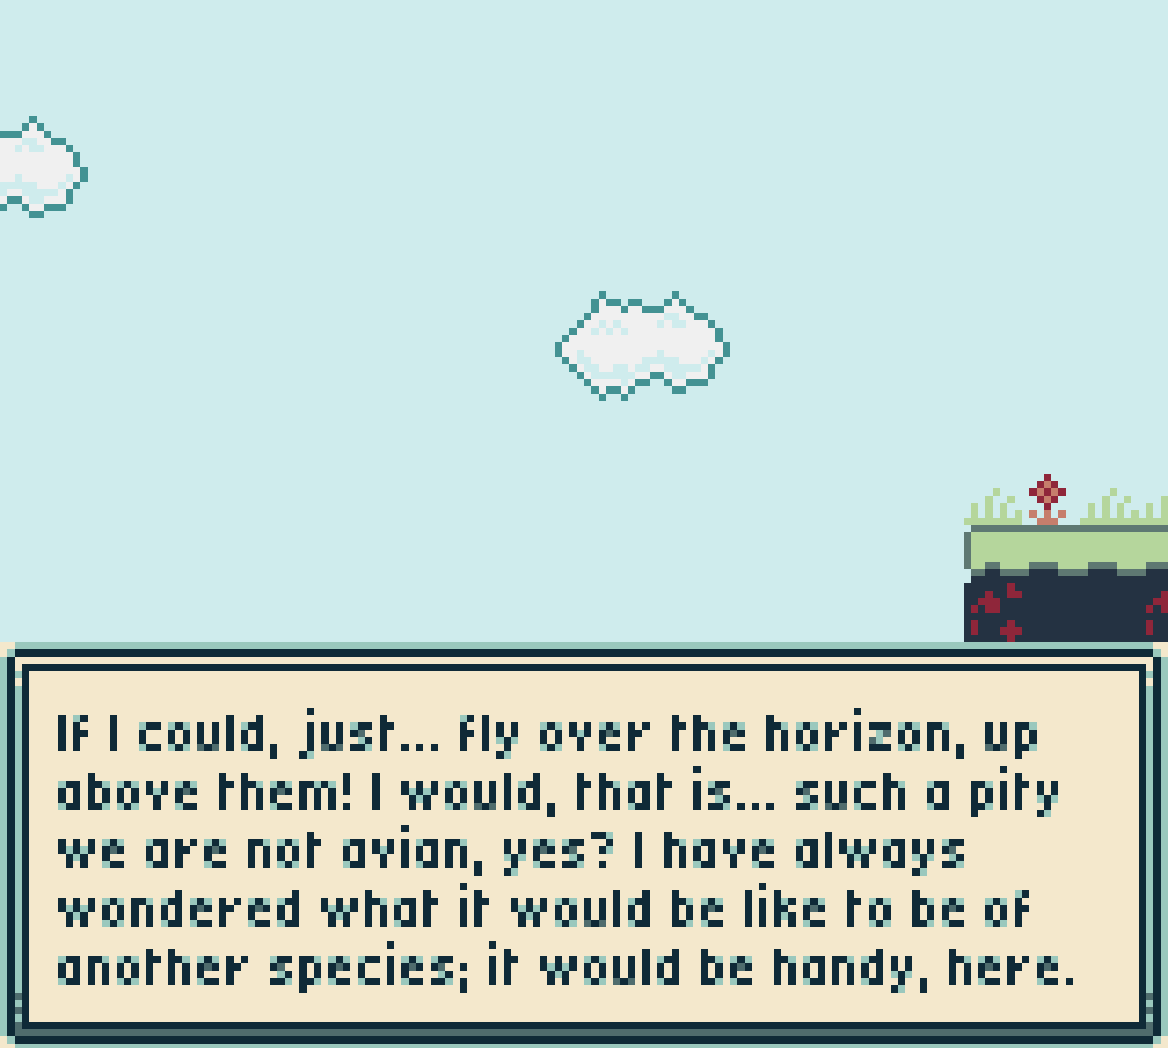 If I could, just... fly over the horizon, up
above them! I would, that is... such a pity
we are not avian, yes? I have always
wondered what it would be like to be of
another species; it would be handy, here.